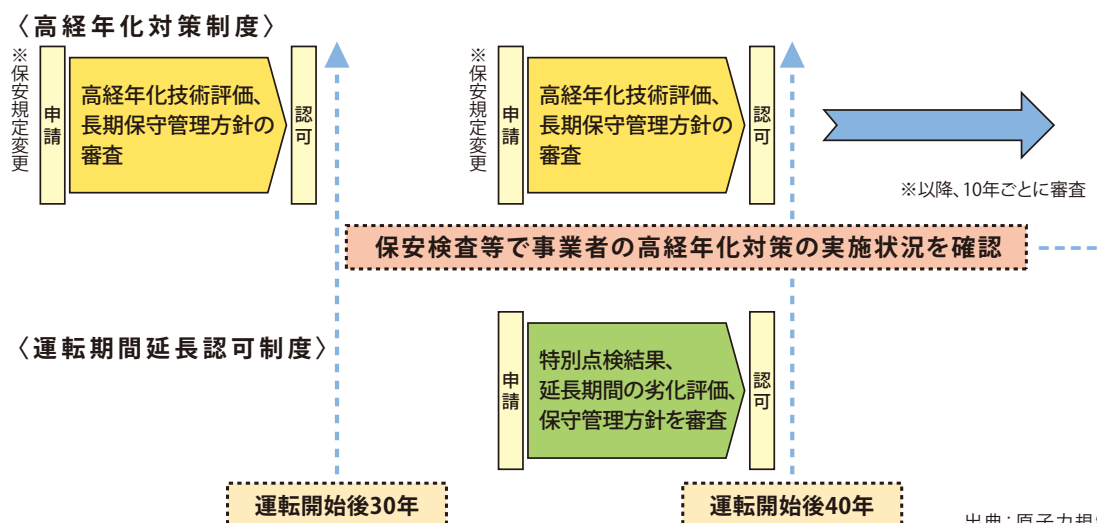 〈高経年化対策制度〉
※保安規定変更
申請
高経年化技術評価、
長期保守管理方針の
審査
認可
※保安規定変更
申請
高経年化技術評価、
長期保守管理方針の
審査
認可
※以降、10年ごとに審査
保安検査等で事業者の高経年化対策の実施状況を確認
〈運転期間延長認可制度〉
申請
特別点検結果、
延長期間の劣化評価、
保守管理方針を審査
認可
運転開始後30年
運転開始後40年
出典：原子力規